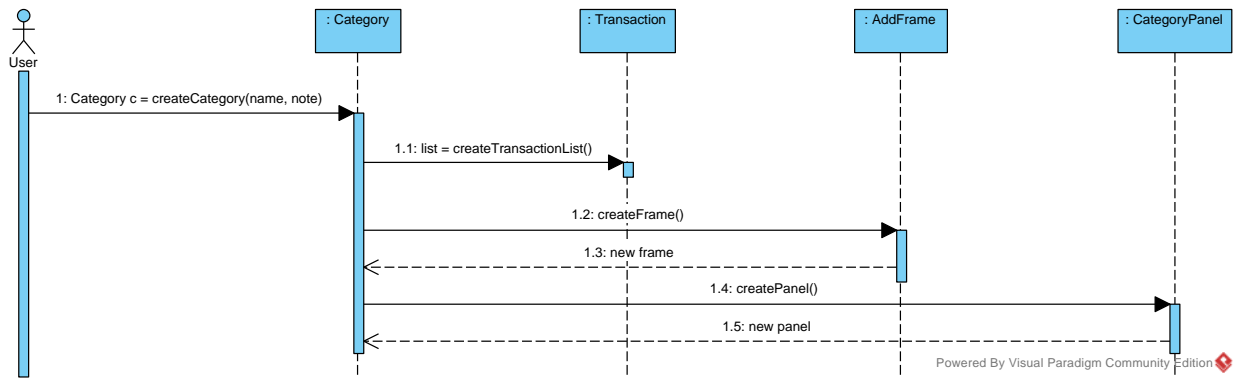 : Category
: Transaction
: AddFrame
: CategoryPanel
User
1: Category c = createCategory(name, note)
1.1: list = createTransactionList()
1.2: createFrame()
1.3: new frame
1.4: createPanel()
1.5: new panel
Powered By Visual Paradigm Community Edition